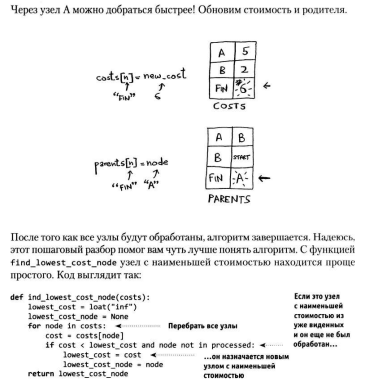 Через узел A можно добраться быстрее! Обновим стоимость и родителя.
costs[n] = new_cost
"FIN" 6
A 5
B 2
FIN 6
COSTS
parents[n] = node
"FIN" "A"
A B
B START
FIN A
PARENTS
После того как все узлы будут обработаны, алгоритм завершается. Надеюсь,
этот пошаговый разбор помог вам чуть лучше понять алгоритм. С функцией
find_lowest_cost_node узел с наименьшей стоимостью находится проще
простого. Код выглядит так:
def ind_lowest_cost_node(costs):
lowest_cost = loat("inf")
lowest_cost_node = None
for node in costs: Перебрать все узлы
cost = costs[node]
if cost < lowest_cost and node not in processed:
lowest_cost = cost
lowest_cost_node = node
return lowest_cost_node
Если это узел
с наименьшей
стоимостью из
уже виденных
и он еще не был
обработан...
...он назначается новым
узлом с наименьшей
стоимостью